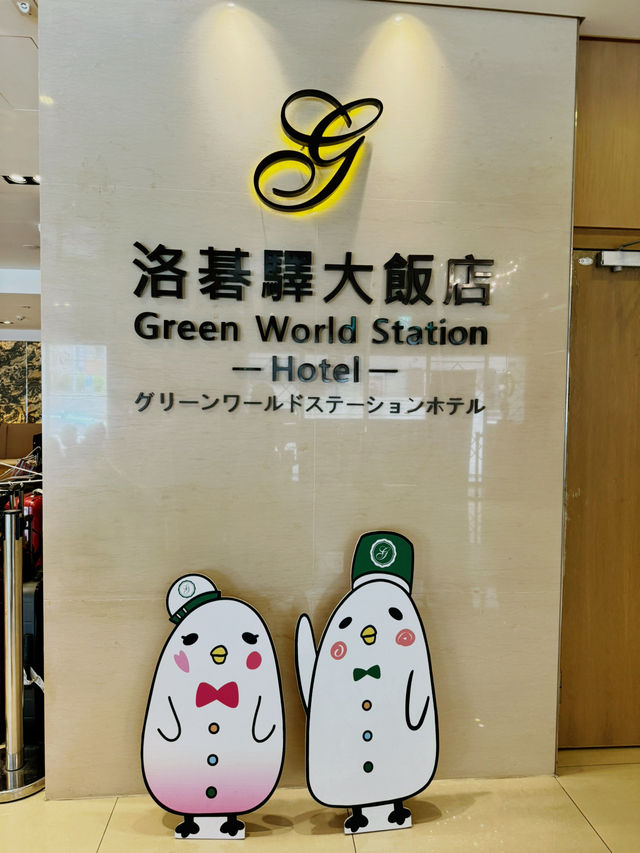 G
洛碁驛大飯店
Green World Station
— Hotel —
グリーンワールドステーションホテル
G
G